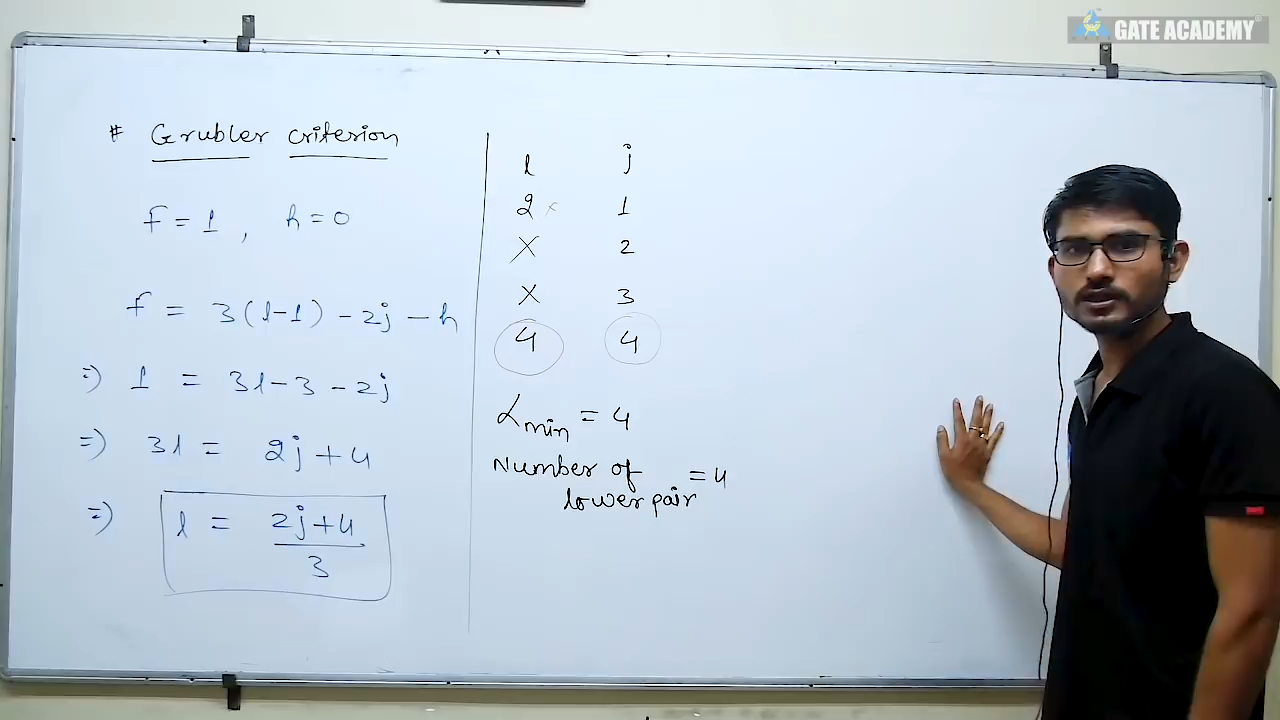 GATE ACADEMY
# Grubler criterion
f = 1 , h = 0
f = 3(l-1) - 2j - h
=) 1 = 3l - 3 - 2j
=) 3l = 2j + 4
=) l = 2j+4
3
l j
2 × 1
X 2
X 3
4 4
Lmin = 4
Number of = 4
lower pair